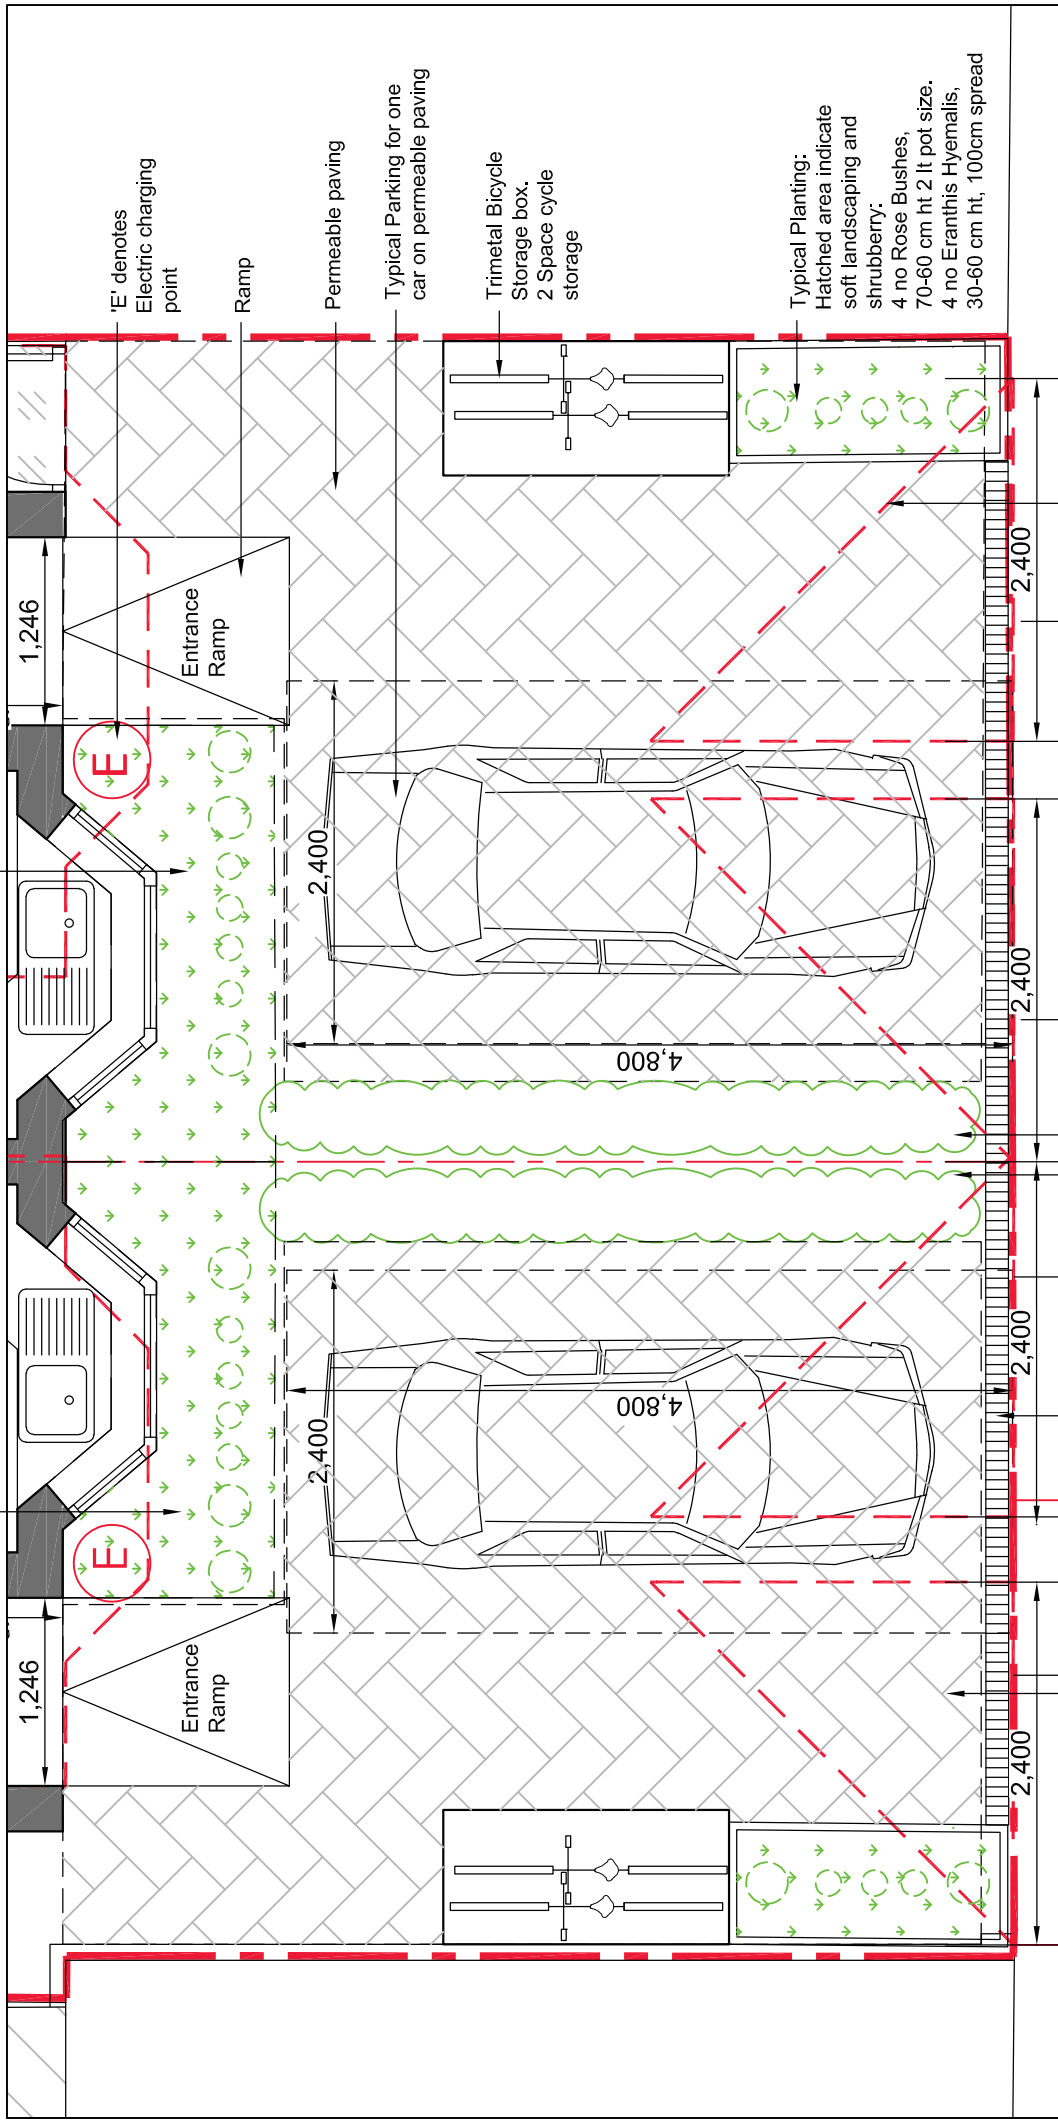 'E' denotes
Electric charging
point
Ramp
Permeable paving
Typical Parking for one
car on permeable paving
Trimetal Bicycle
Storage box.
2 Space cycle
storage
Typical Planting:
Hatched area indicate
soft landscaping and
shrubbery:
4 no Rose Bushes,
70-60 cm ht 2 lt pot size.
4 no Eranthis Hyemalis,
30-60 cm ht, 100cm spread
1,246
Entrance
Ramp
E
2,400
4,800
2,400
2,400
E
1,246
Entrance
Ramp
2,400
4,800
2,400
2,400